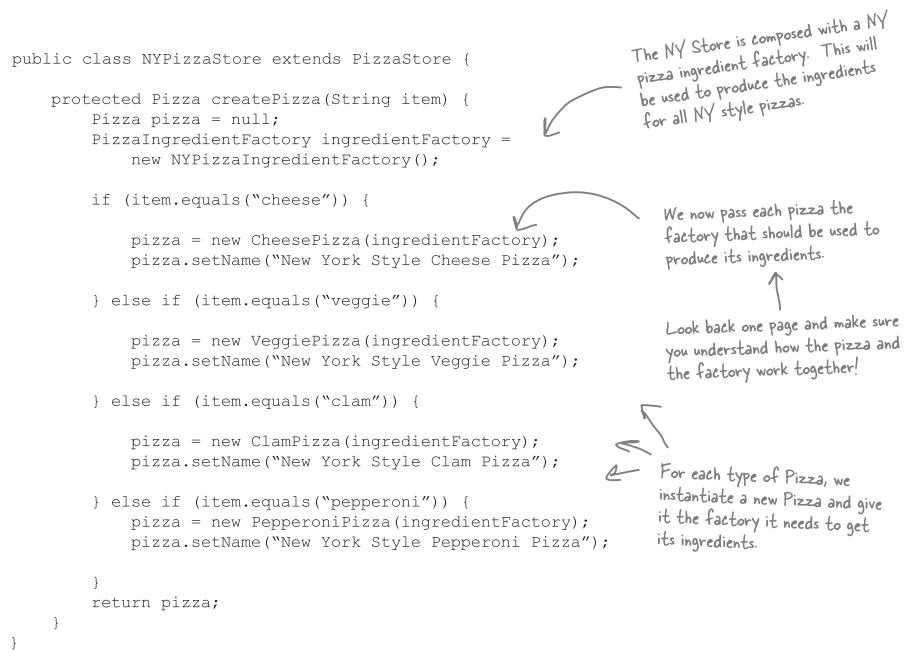 public class NYPizzaStore extends PizzaStore {
protected Pizza createPizza(String item) {
Pizza pizza = null;
PizzaIngredientFactory ingredientFactory =
new NYPizzaIngredientFactory();
if (item.equals(“cheese”)) {
pizza = new CheesePizza(ingredientFactory);
pizza.setName(“New York Style Cheese Pizza”);
} else if (item.equals(“veggie”)) {
pizza = new VeggiePizza(ingredientFactory);
pizza.setName(“New York Style Veggie Pizza”);
} else if (item.equals(“clam”)) {
pizza = new ClamPizza(ingredientFactory);
pizza.setName(“New York Style Clam Pizza”);
} else if (item.equals(“pepperoni”)) {
pizza = new PepperoniPizza(ingredientFactory);
pizza.setName(“New York Style Pepperoni Pizza”);
}
return pizza;
}
}
The NY Store is composed with a NY
pizza ingredient factory. This will
be used to produce the ingredients
for all NY style pizzas.
We now pass each pizza the
factory that should be used to
produce its ingredients.
Look back one page and make sure
you understand how the pizza and
the factory work together!
For each type of Pizza, we
instantiate a new Pizza and give
it the factory it needs to get
its ingredients.